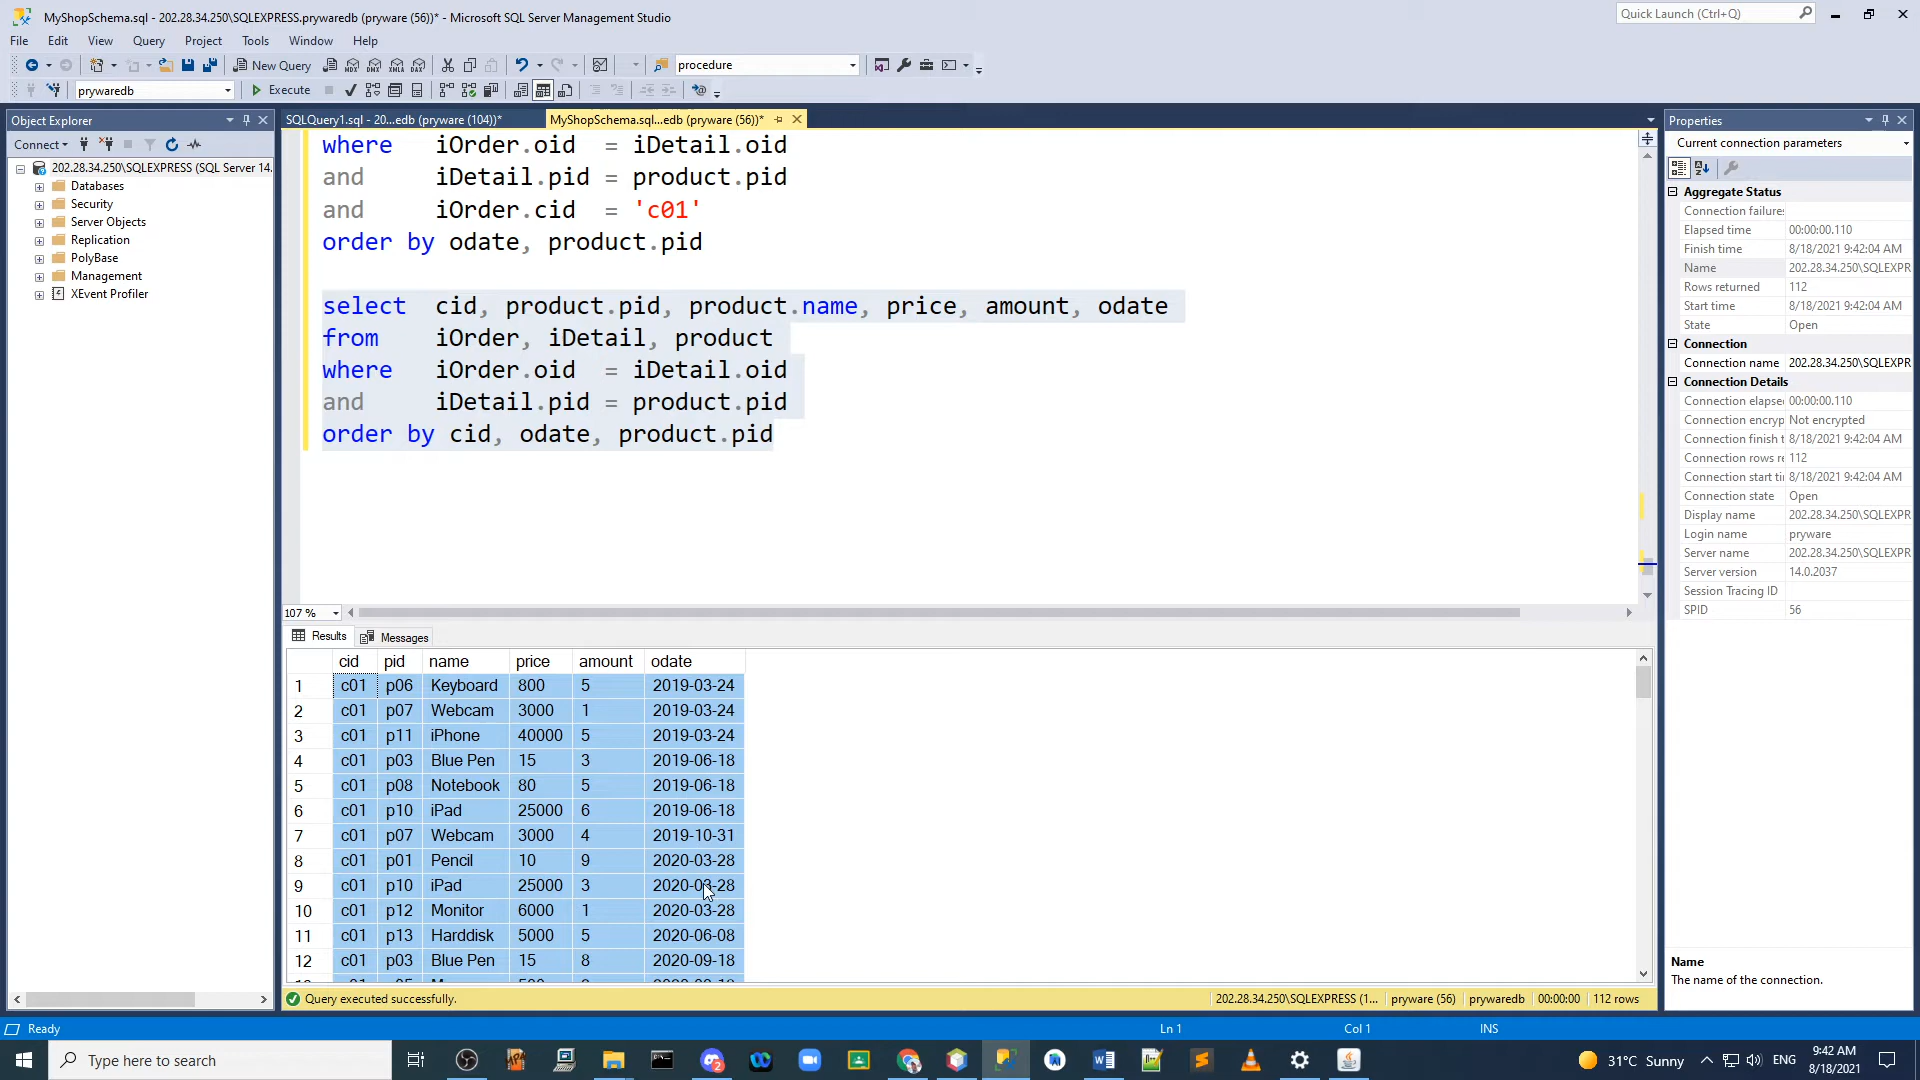 MyShopSchema.sql - 202.28.34.250\SQLEXPRESS.prywaredb (pryware (56))* - Microsoft SQL Server Management Studio
Quick Launch (Ctrl+Q)
File Edit View Query Project Tools Window Help
New Query
procedure
prywaredb
Execute
Object Explorer
Connect
202.28.34.250\SQLEXPRESS (SQL Server 14.
Databases
Security
Server Objects
Replication
PolyBase
Management
XEvent Profiler
SQLQuery1.sql - 20...edb (pryware (104))*
MyShopSchema.sql...edb (pryware (56))*
where iOrder.oid = iDetail.oid
and iDetail.pid = product.pid
and iOrder.cid = 'c01'
order by odate, product.pid
select cid, product.pid, product.name, price, amount, odate
from iOrder, iDetail, product
where iOrder.oid = iDetail.oid
and iDetail.pid = product.pid
order by cid, odate, product.pid
107 %
Results Messages
cid pid name price amount odate
1 c01 p06 Keyboard 800 5 2019-03-24
2 c01 p07 Webcam 3000 1 2019-03-24
3 c01 p11 iPhone 40000 5 2019-03-24
4 c01 p03 Blue Pen 15 3 2019-06-18
5 c01 p08 Notebook 80 5 2019-06-18
6 c01 p10 iPad 25000 6 2019-06-18
7 c01 p07 Webcam 3000 4 2019-10-31
8 c01 p01 Pencil 10 9 2020-03-28
9 c01 p10 iPad 25000 3 2020-03-28
10 c01 p12 Monitor 6000 1 2020-03-28
11 c01 p13 Harddisk 5000 5 2020-06-08
12 c01 p03 Blue Pen 15 8 2020-09-18
Query executed successfully.
202.28.34.250\SQLEXPRESS (1... pryware (56) prywaredb 00:00:00 112 rows
Properties
Current connection parameters
Aggregate Status
Connection failures
Elapsed time 00:00:00.110
Finish time 8/18/2021 9:42:04 AM
Name 202.28.34.250\SQLEXPR
Rows returned 112
Start time 8/18/2021 9:42:04 AM
State Open
Connection
Connection name 202.28.34.250\SQLEXPR
Connection Details
Connection elapse 00:00:00.110
Connection encryp Not encrypted
Connection finish t 8/18/2021 9:42:04 AM
Connection rows re 112
Connection start ti 8/18/2021 9:42:04 AM
Connection state Open
Display name 202.28.34.250\SQLEXPR
Login name pryware
Server name 202.28.34.250\SQLEXPR
Server version 14.0.2037
Session Tracing ID
SPID 56
Name
The name of the connection.
Ready
Ln 1 Col 1 INS
Type here to search
31°C Sunny
ENG
9:42 AM
8/18/2021